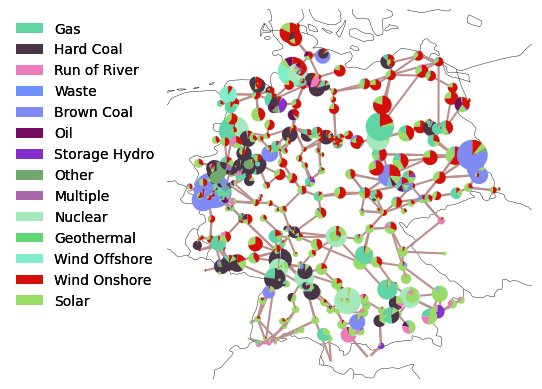 Gas
Hard Coal
Run of River
Waste
Brown Coal
Oil
Storage Hydro
Other
Multiple
Nuclear
Geothermal
Wind Offshore
Wind Onshore
Solar